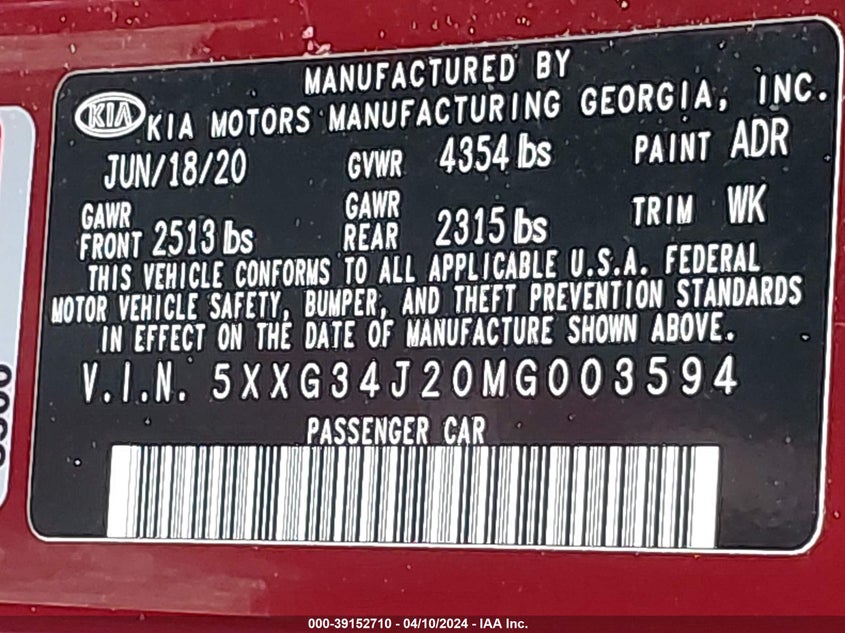 MANUFACTURED BY
KIA KIA MOTORS MANUFACTURING GEORGIA, INC.
JUN/18/20 GVWR 4354 lbs PAINT ADR
GAWR FRONT 2513 lbs GAWR REAR 2315 lbs TRIM WK
THIS VEHICLE CONFORMS TO ALL APPLICABLE U.S.A. FEDERAL
MOTOR VEHICLE SAFETY, BUMPER, AND THEFT PREVENTION STANDARDS
IN EFFECT ON THE DATE OF MANUFACTURE SHOWN ABOVE.
V.I.N. 5XXG34J20MG003594
PASSENGER CAR
000-39152710 - 04/10/2024 - IAA Inc.